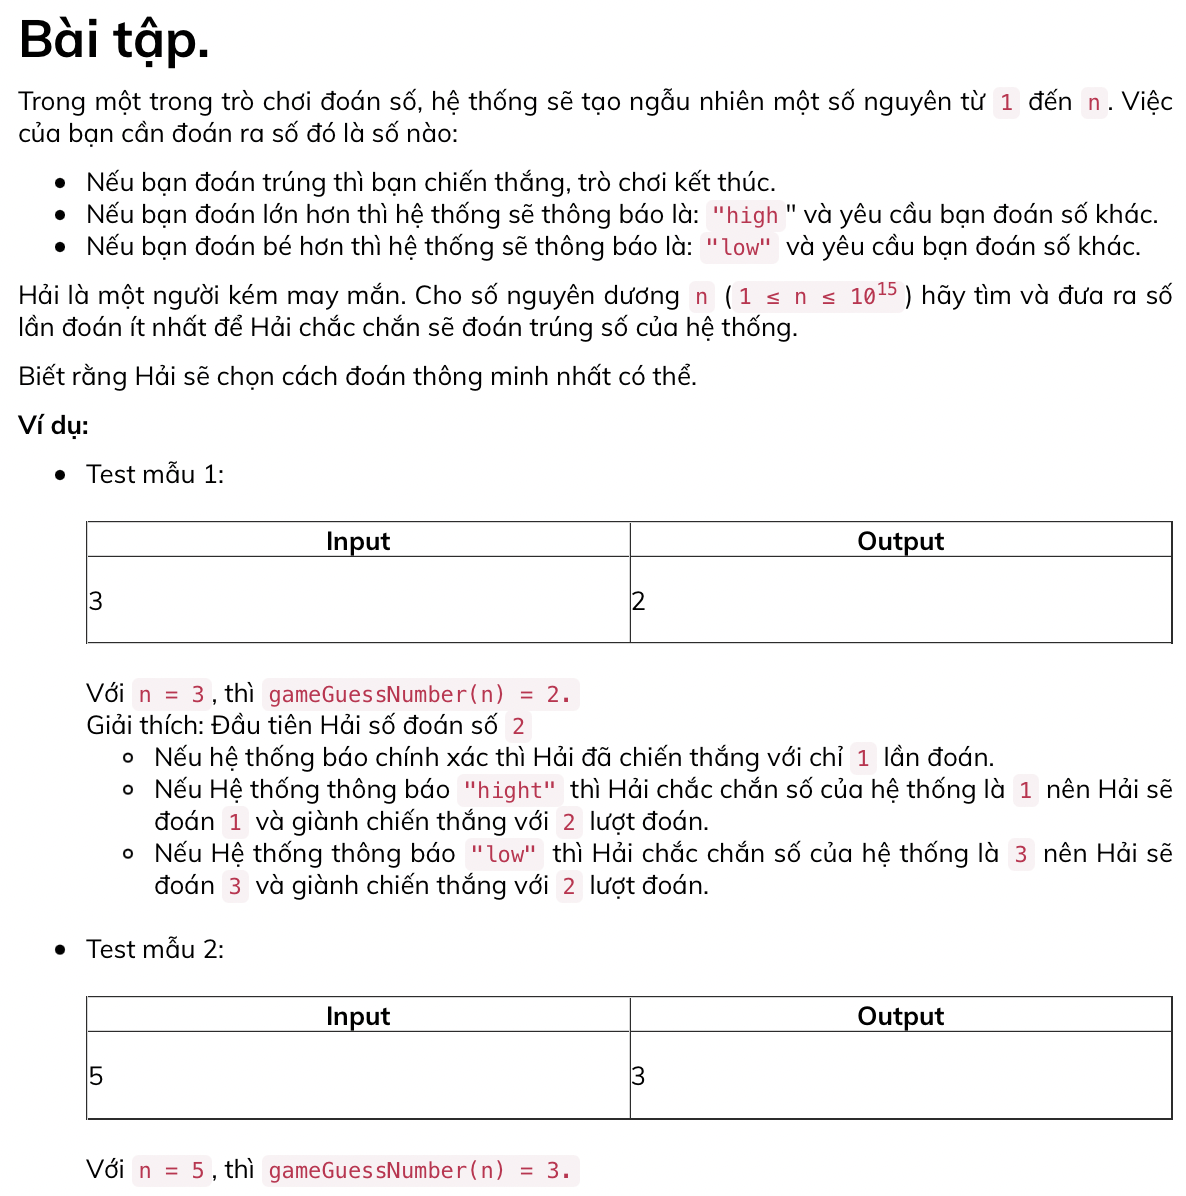 Bài tập.
Trong một trong trò chơi đoán số, hệ thống sẽ tạo ngẫu nhiên một số nguyên từ 1 đến n. Việc
của bạn cần đoán ra số đó là số nào:
Nếu bạn đoán trúng thì bạn chiến thắng, trò chơi kết thúc.
Nếu bạn đoán lớn hơn thì hệ thống sẽ thông báo là: "high" và yêu cầu bạn đoán số khác.
Nếu bạn đoán bé hơn thì hệ thống sẽ thông báo là: "low" và yêu cầu bạn đoán số khác.
Hải là một người kém may mắn. Cho số nguyên dương n (1 ≤ n ≤ 10¹⁵) hãy tìm và đưa ra số
lần đoán ít nhất để Hải chắc chắn sẽ đoán trúng số của hệ thống.
Biết rằng Hải sẽ chọn cách đoán thông minh nhất có thể.
Ví dụ:
Test mẫu 1:
Input Output
3 2
Với n = 3, thì gameGuessNumber(n) = 2.
Giải thích: Đầu tiên Hải số đoán số 2
Nếu hệ thống báo chính xác thì Hải đã chiến thắng với chỉ 1 lần đoán.
Nếu Hệ thống thông báo "hight" thì Hải chắc chắn số của hệ thống là 1 nên Hải sẽ
đoán 1 và giành chiến thắng với 2 lượt đoán.
Nếu Hệ thống thông báo "low" thì Hải chắc chắn số của hệ thống là 3 nên Hải sẽ
đoán 3 và giành chiến thắng với 2 lượt đoán.
Test mẫu 2:
Input Output
5 3
Với n = 5, thì gameGuessNumber(n) = 3.